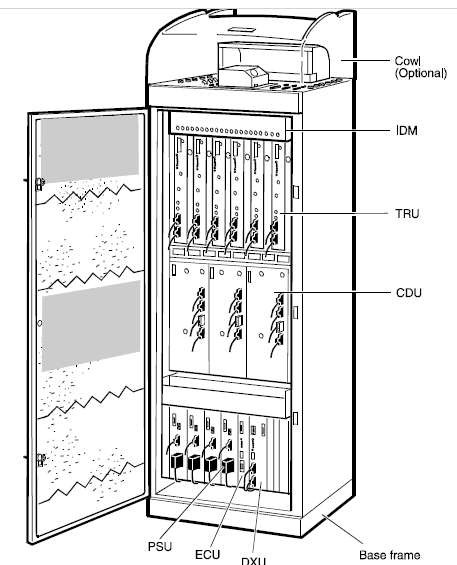 Cowl
(Optional)
IDM
TRU
CDU
PSU
ECU
DXU
Base frame